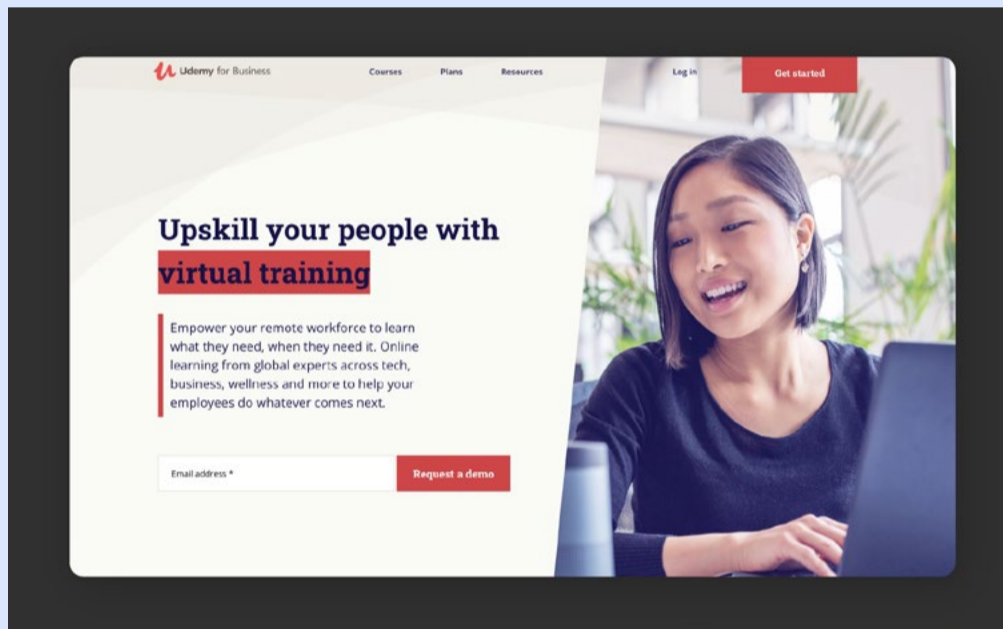 Udemy for Business
Courses
Plans
Resources
Log in
Get started
Upskill your people with
virtual training
Empower your remote workforce to learn
what they need, when they need it. Online
learning from global experts across tech,
business, wellness and more to help your
employees do whatever comes next.
Email address *
Request a demo